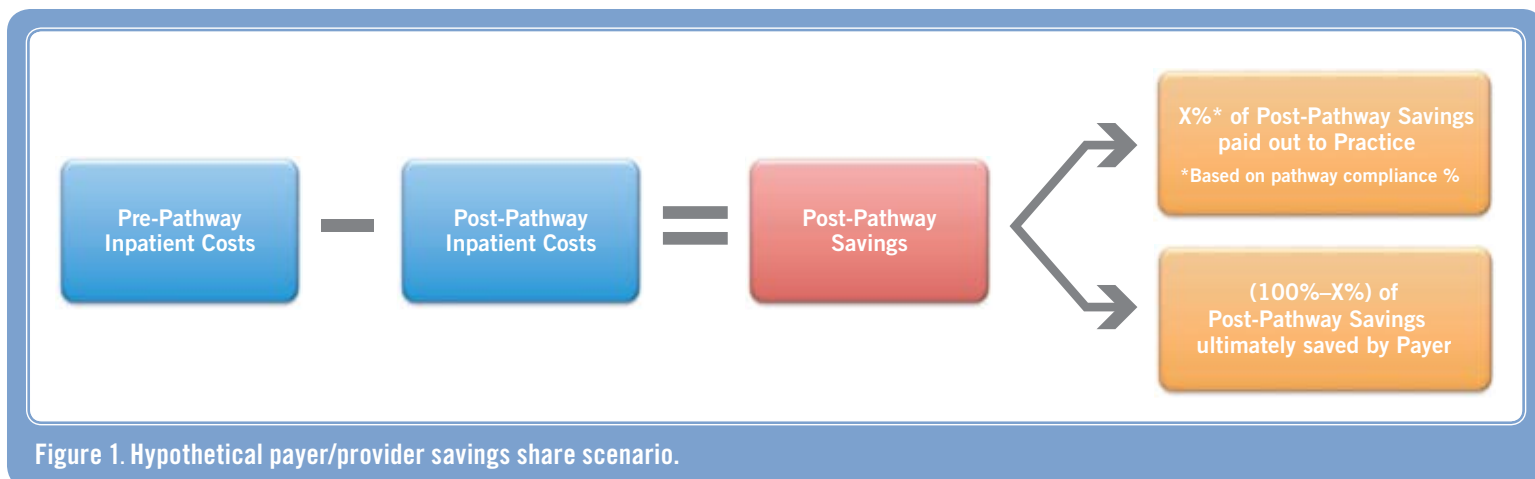 Pre-Pathway
Inpatient Costs
Post-Pathway
Inpatient Costs
Post-Pathway
Savings
X%* of Post-Pathway Savings
paid out to Practice
*Based on pathway compliance %
(100%–X%) of
Post-Pathway Savings
ultimately saved by Payer
Figure 1. Hypothetical payer/provider savings share scenario.